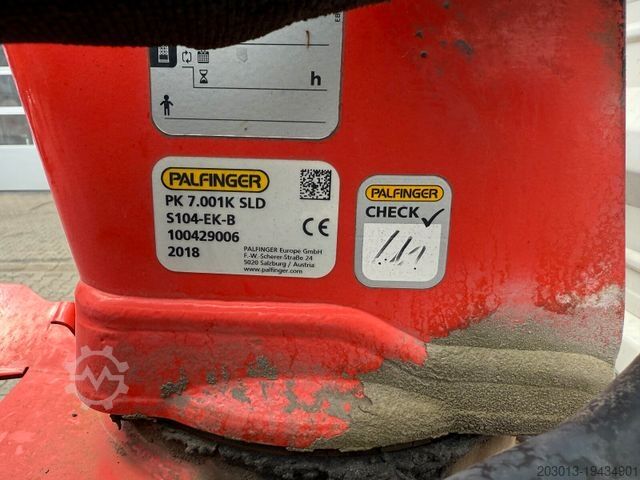 h
PALFINGER
PK 7.001K SLD
S104-EK-B
100429006
2018
CE
PALFINGER Europe GmbH
F.-W.-Scherer-Straße 24
5020 Salzburg / Austria
www.palfinger.com
PALFINGER
CHECK
203013-19434901